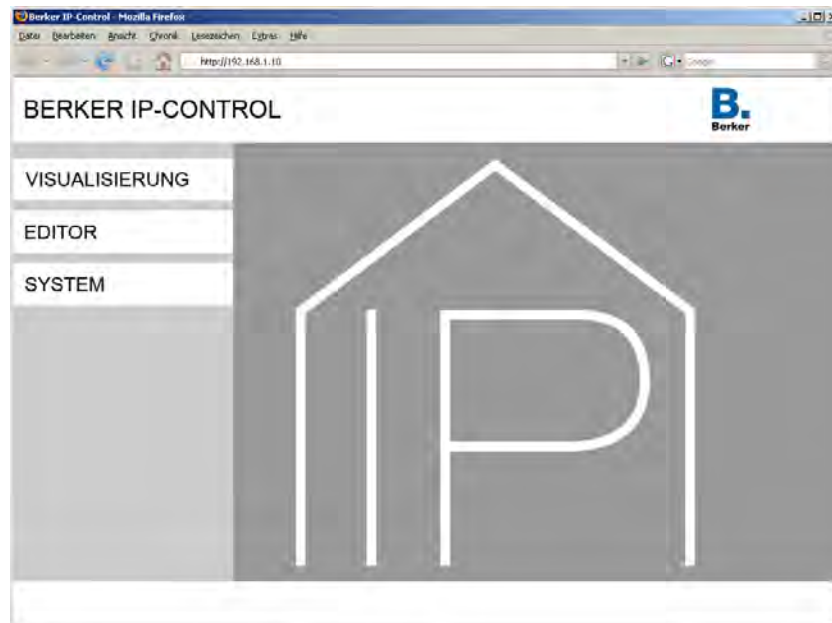 Berker IP-Control - Mozilla Firefox
Datei Bearbeiten Ansicht Chronik Lesezeichen Extras Hilfe
http://192.168.1.10
G Google
BERKER IP-CONTROL
B.
Berker
VISUALISIERUNG
EDITOR
SYSTEM
IP